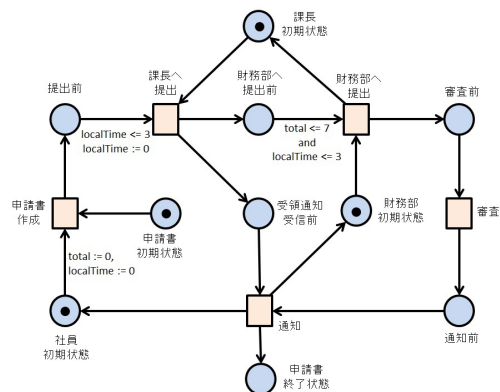 課長
初期状態
提出前
課長へ
提出
財務部へ
提出前
財務部へ
提出
審査前
localTime <= 3
localTime := 0
total <= 7
and
localTime <= 3
申請書
作成
申請書
初期状態
受領通知
受信前
財務部
初期状態
審査
total := 0,
localTime := 0
社員
初期状態
通知
通知前
申請書
終了状態